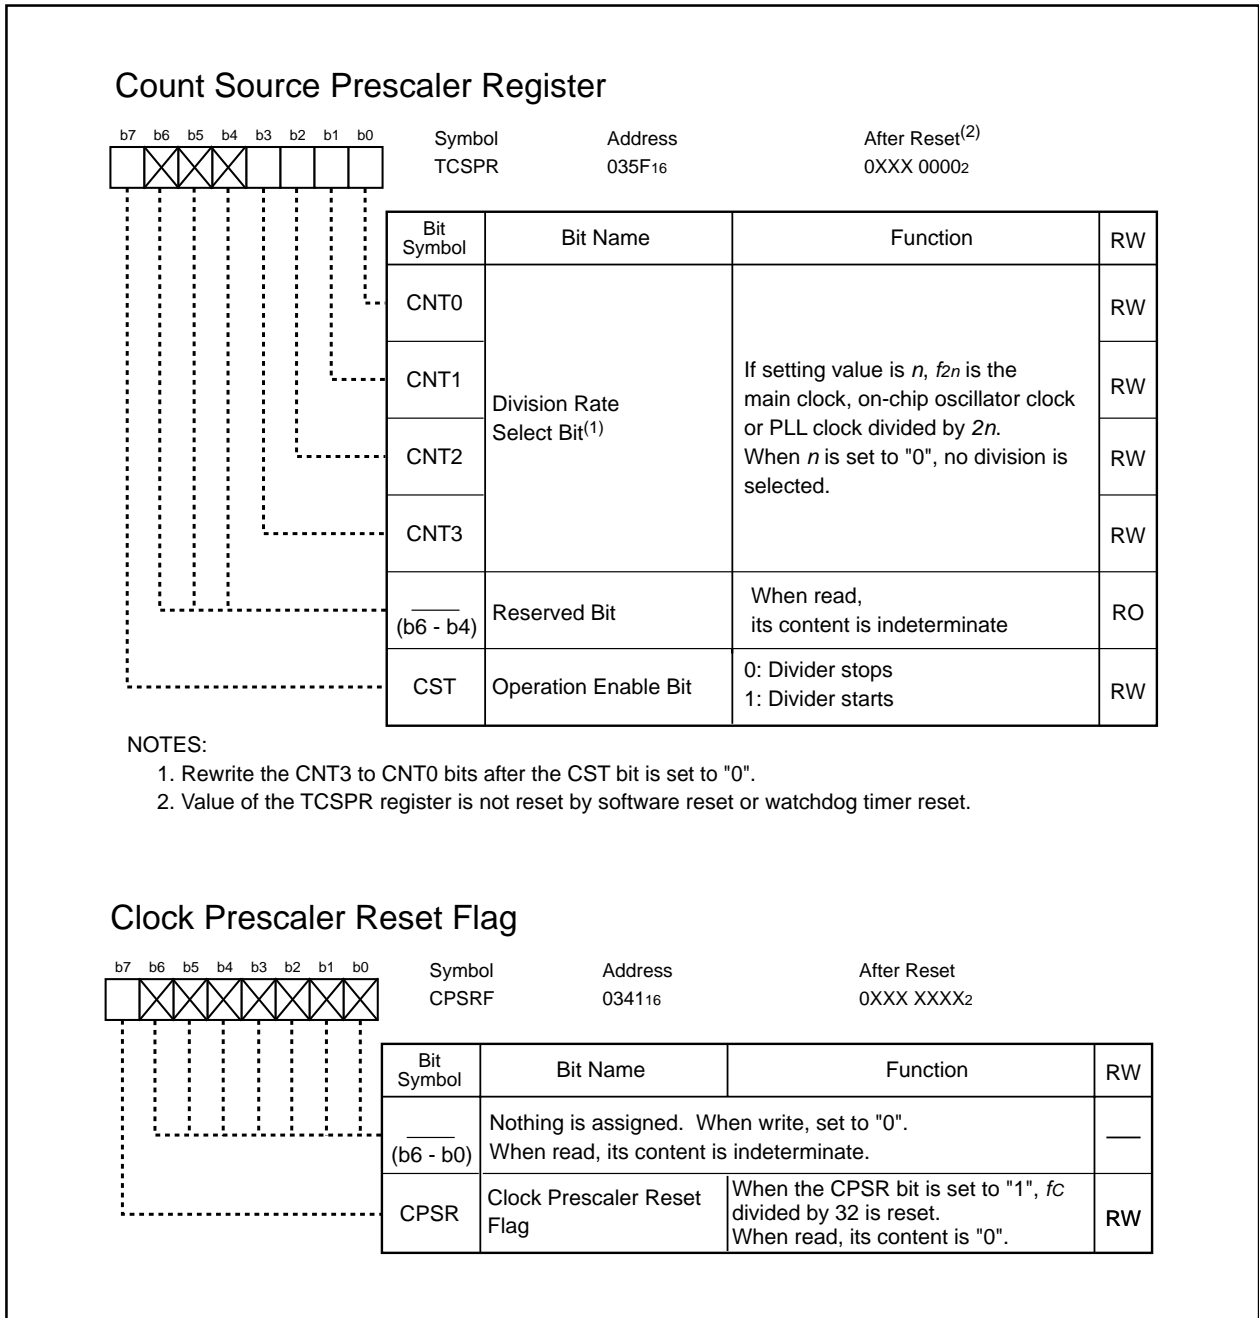 Count Source Prescaler Register
b7 b6 b5 b4 b3 b2 b1 b0
Symbol Address After Reset(2)
TCSPR 035F16 0XXX 00002
Bit Symbol Bit Name Function RW
CNT0 RW
CNT1 RW
CNT2 RW
CNT3 RW
Division Rate
Select Bit(1)
If setting value is n, f2n is the
main clock, on-chip oscillator clock
or PLL clock divided by 2n.
When n is set to "0", no division is
selected.
(b6 - b4) Reserved Bit When read,
its content is indeterminate RO
CST Operation Enable Bit 0: Divider stops
1: Divider starts RW
NOTES:
1. Rewrite the CNT3 to CNT0 bits after the CST bit is set to "0".
2. Value of the TCSPR register is not reset by software reset or watchdog timer reset.
Clock Prescaler Reset Flag
b7 b6 b5 b4 b3 b2 b1 b0
Symbol Address After Reset
CPSRF 034116 0XXX XXXX2
Bit Symbol Bit Name Function RW
(b6 - b0) Nothing is assigned. When write, set to "0".
When read, its content is indeterminate.
CPSR Clock Prescaler Reset
Flag
When the CPSR bit is set to "1", fC
divided by 32 is reset.
When read, its content is "0".
RW